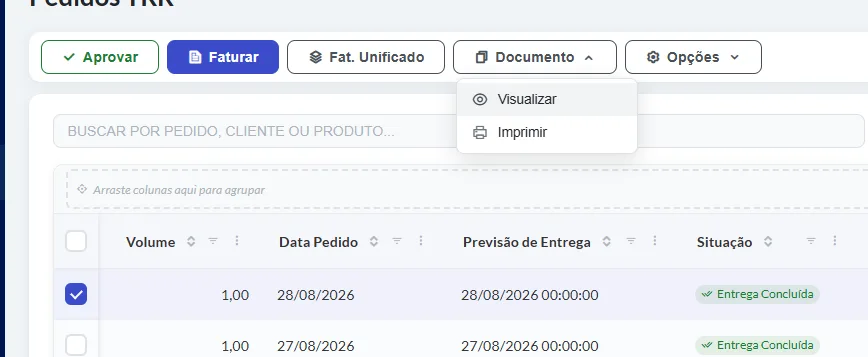 Pedidos TRR
Aprovar Faturar Fat. Unificado Documento Opções
Visualizar
Imprimir
BUSCAR POR PEDIDO, CLIENTE OU PRODUTO...
Arraste colunas aqui para agrupar
Volume Data Pedido Previsão de Entrega Situação
1,00 28/08/2026 28/08/2026 00:00:00 Entrega Concluída
1,00 27/08/2026 27/08/2026 00:00:00 Entrega Concluída